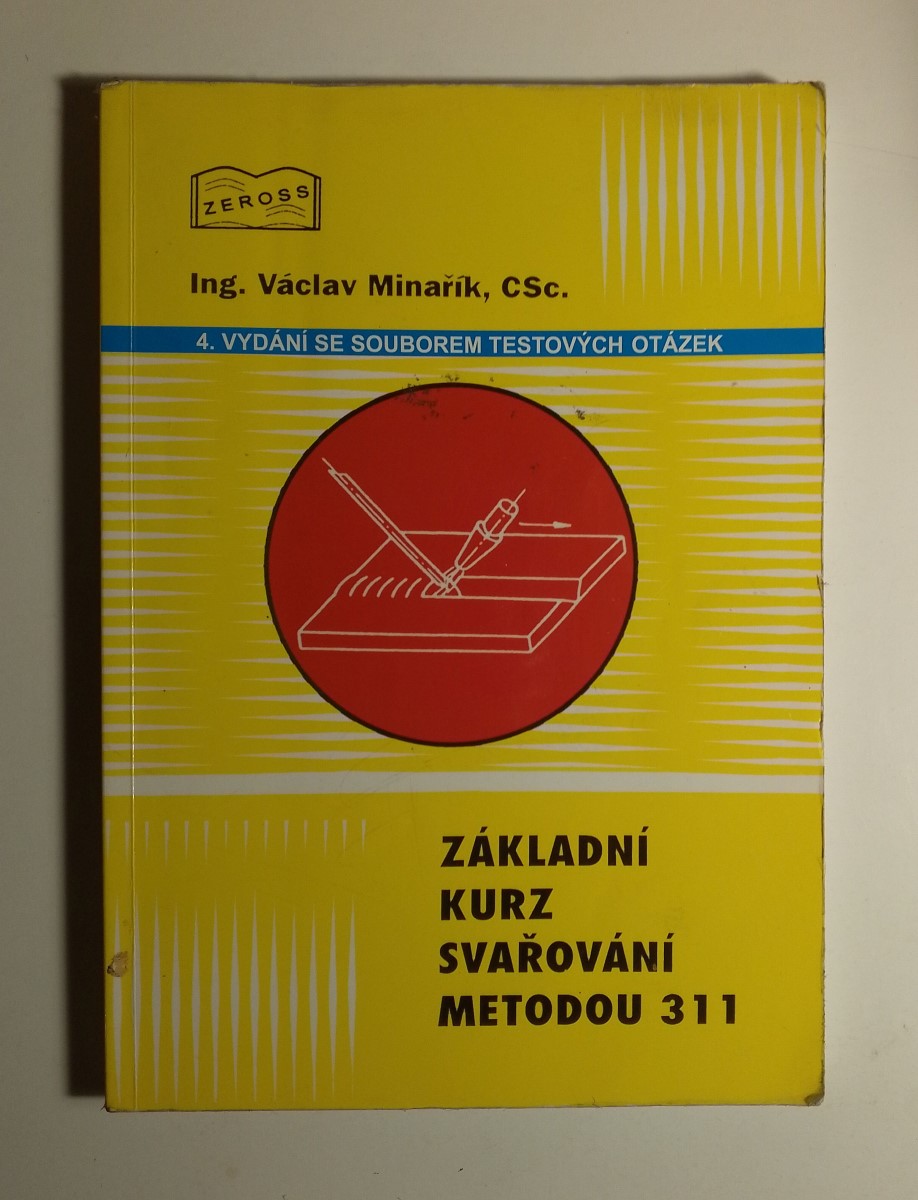 ZEROSS
Ing. Václav Minařík, CSc.
4. VYDÁNÍ SE SOUBOREM TESTOVÝCH OTÁZEK
ZÁKLADNÍ
KURZ
SVAŘOVÁNÍ
METODOU 311